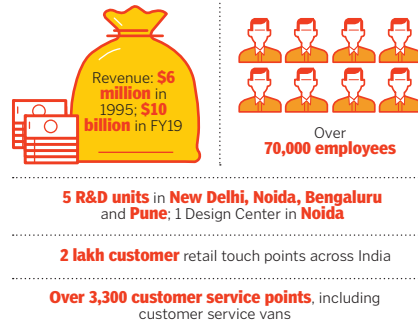 Revenue: $6
million in
1995; $10
billion in FY19
Over
70,000 employees
5 R&D units in New Delhi, Noida, Bengaluru
and Pune; 1 Design Center in Noida
2 lakh customer retail touch points across India
Over 3,300 customer service points, including
customer service vans